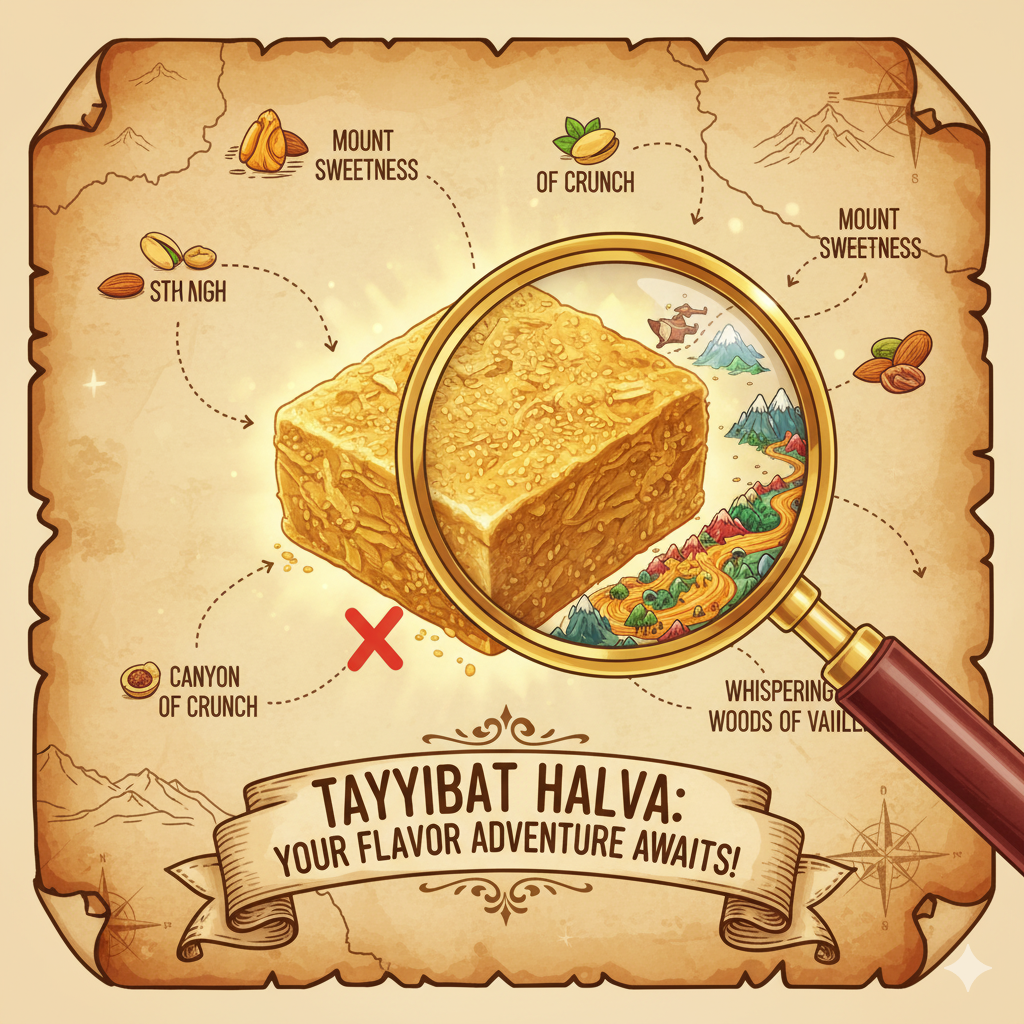 MOUNT
SWEETNESS
OF CRUNCH
MOUNT
SWEETNESS
STH NIGH
CANYON
OF CRUNCH
WHISPERING
WOODS OF
TAYYIBAT HALVA:
YOUR FLAVOR ADVENTURE AWAITS!